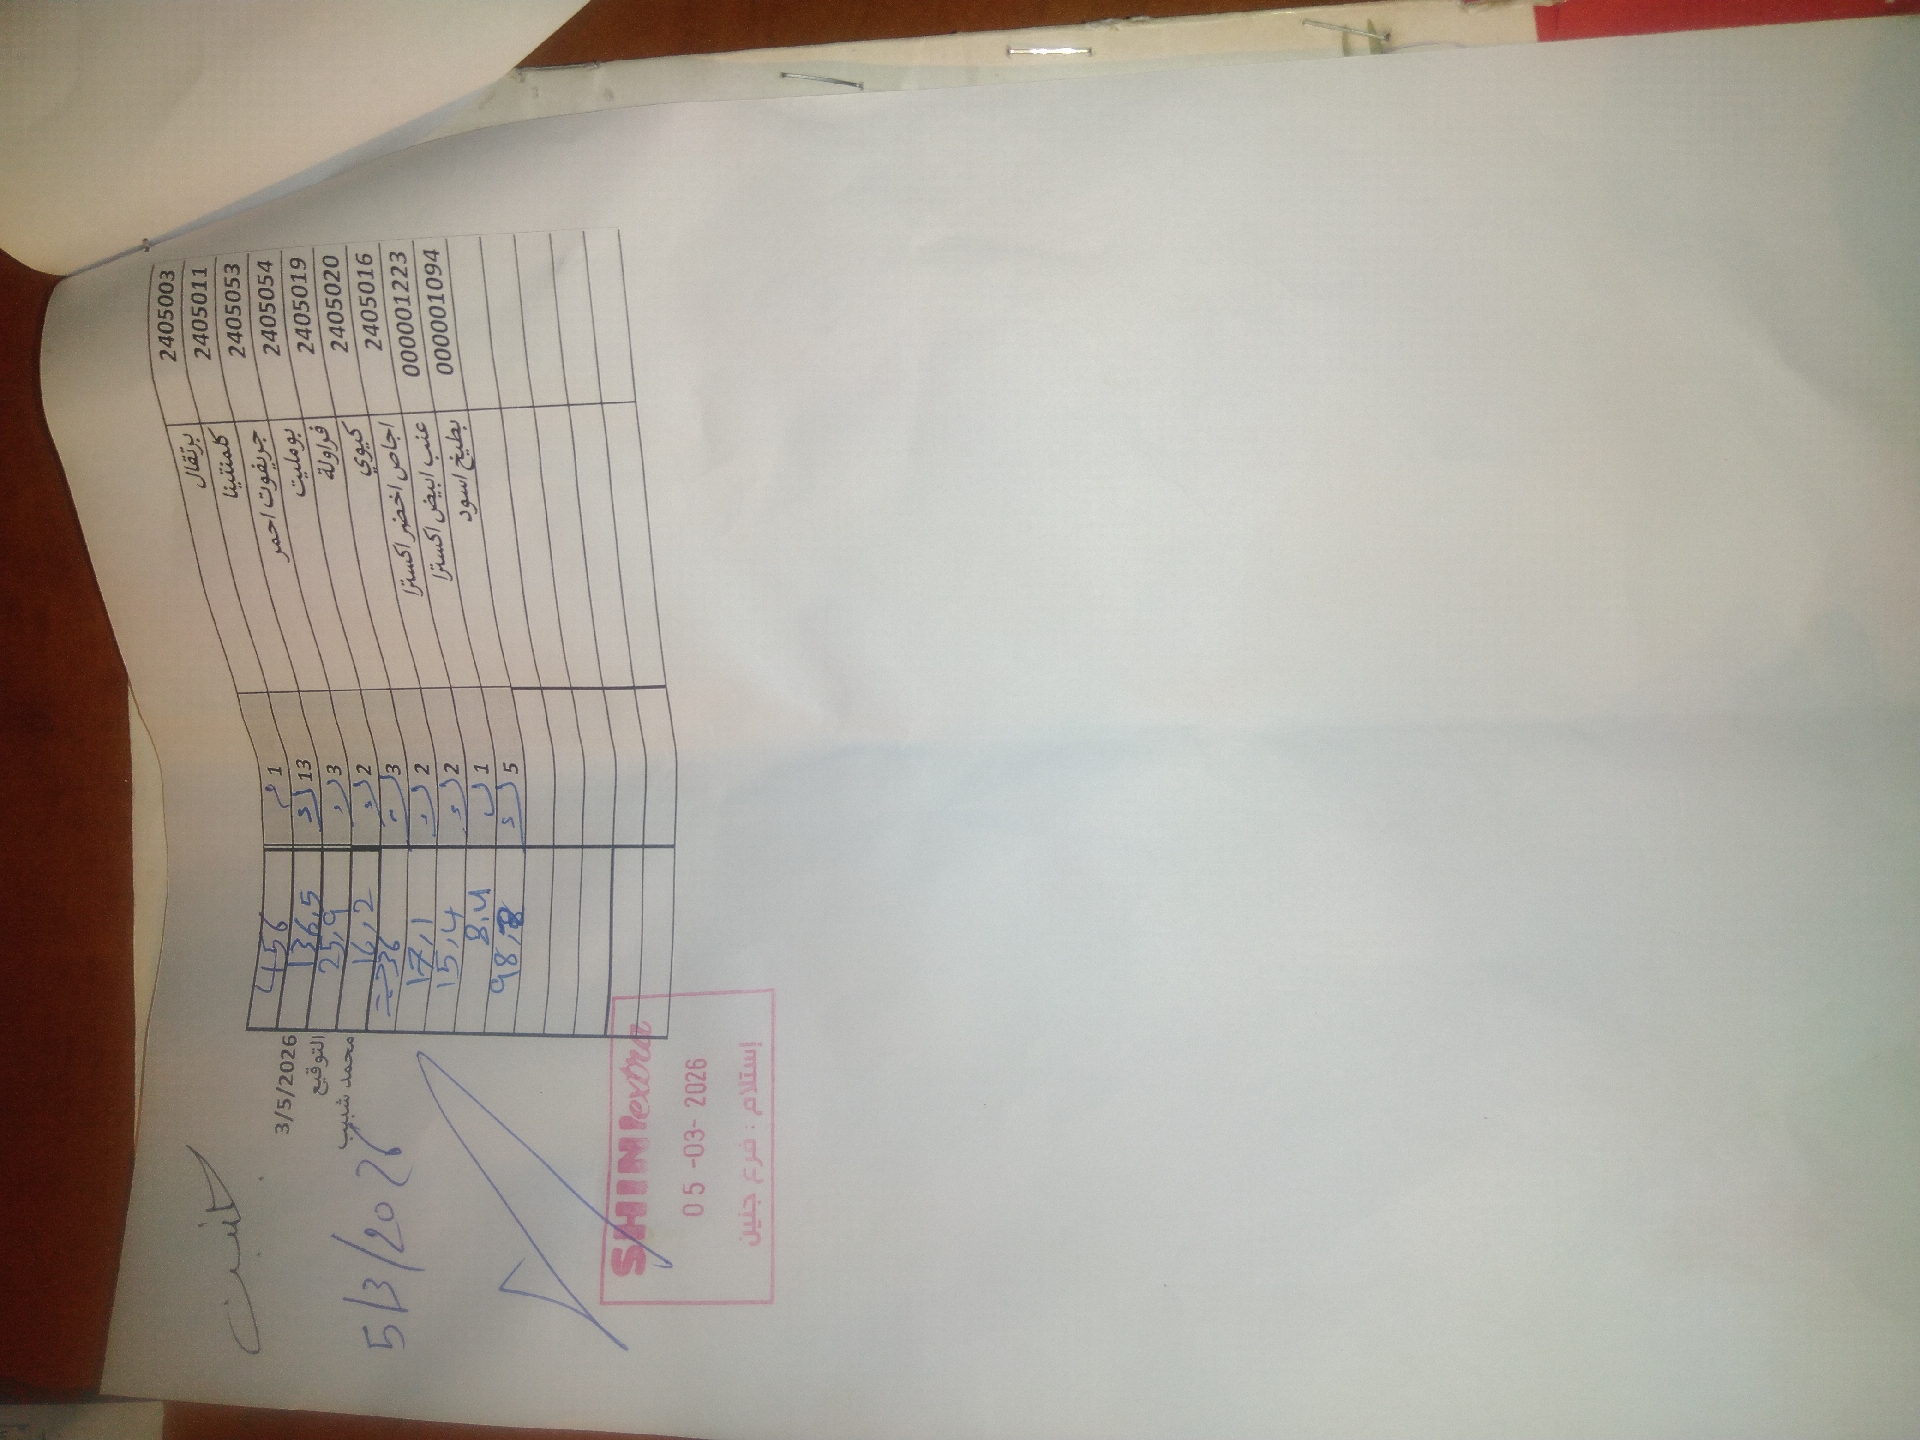 2405003 برتقال 1 456
2405011 كلمنتينا 13 136,5
2405053 جريفوت احمر 3 25,9
2405054 بومليت 2 16,2
2405019 فراولة 3 36
2405020 كيوي 2 17,1
2405016 اجاص اخضر اكسترا 2 15,4
000001223 عنب ابيض اكسترا 1 8,4
000001094 بطيخ اسود 5
3/5/2026
التوقيع
محمد شبيب
5/3/2026
SHINI extra
05 -03- 2026
إستلام : فرع جنين